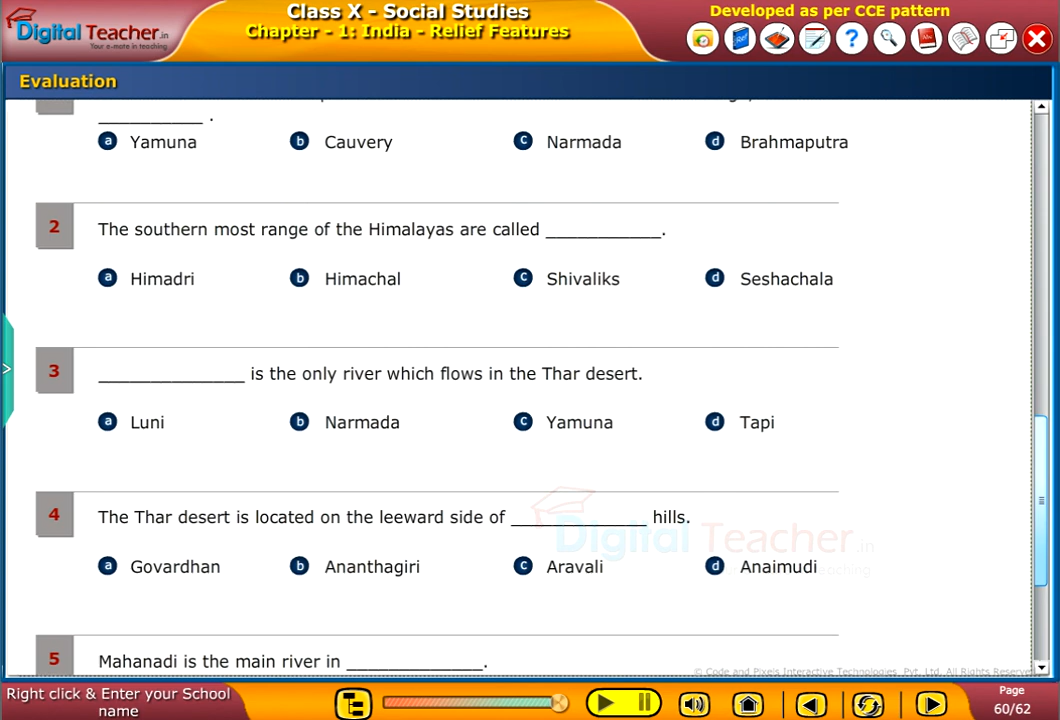 Digital Teacher.in
Your e-mate in teaching
Class X - Social Studies
Chapter - 1: India - Relief Features
Developed as per CCE pattern
Evaluation
__________ .
a Yamuna b Cauvery c Narmada d Brahmaputra
2 The southern most range of the Himalayas are called ___________.
a Himadri b Himachal c Shivaliks d Seshachala
3 ______________ is the only river which flows in the Thar desert.
a Luni b Narmada c Yamuna d Tapi
4 The Thar desert is located on the leeward side of _____________ hills.
Digital Teacher.in
a Govardhan b Ananthagiri c Aravali d Anaimudi
5 Mahanadi is the main river in _____________.
© Code and Pixels Interactive Technologies. Pvt. Ltd. All Rights Reserved
Right click & Enter your School
name
Page
60/62